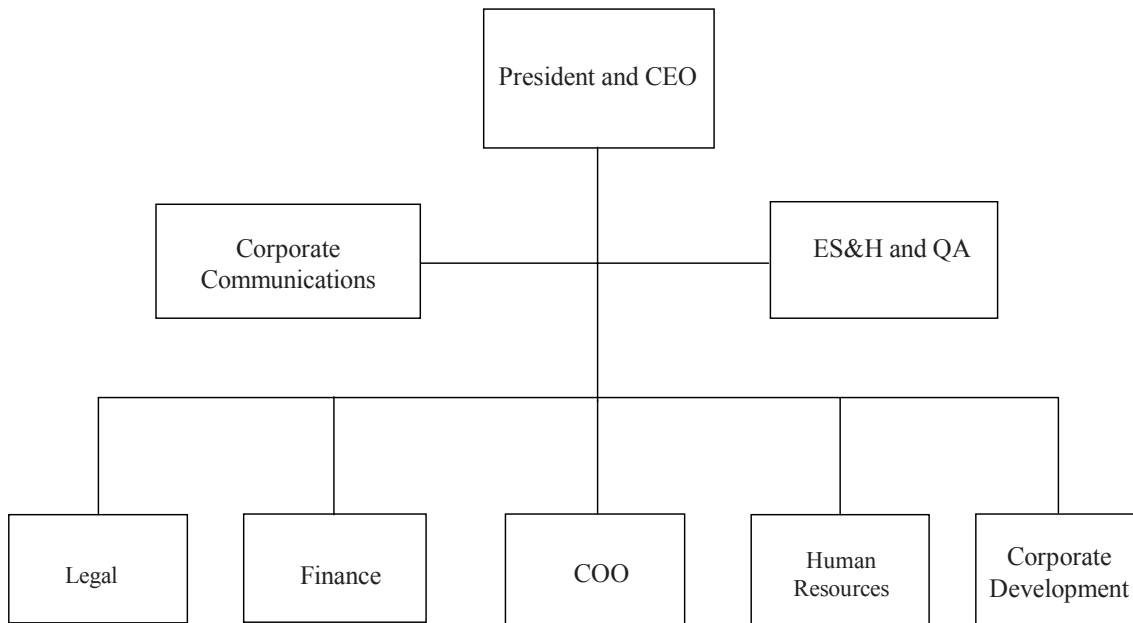 President and CEO
Corporate
Communications
ES&H and QA
Legal
Finance
COO
Human
Resources
Corporate
Development